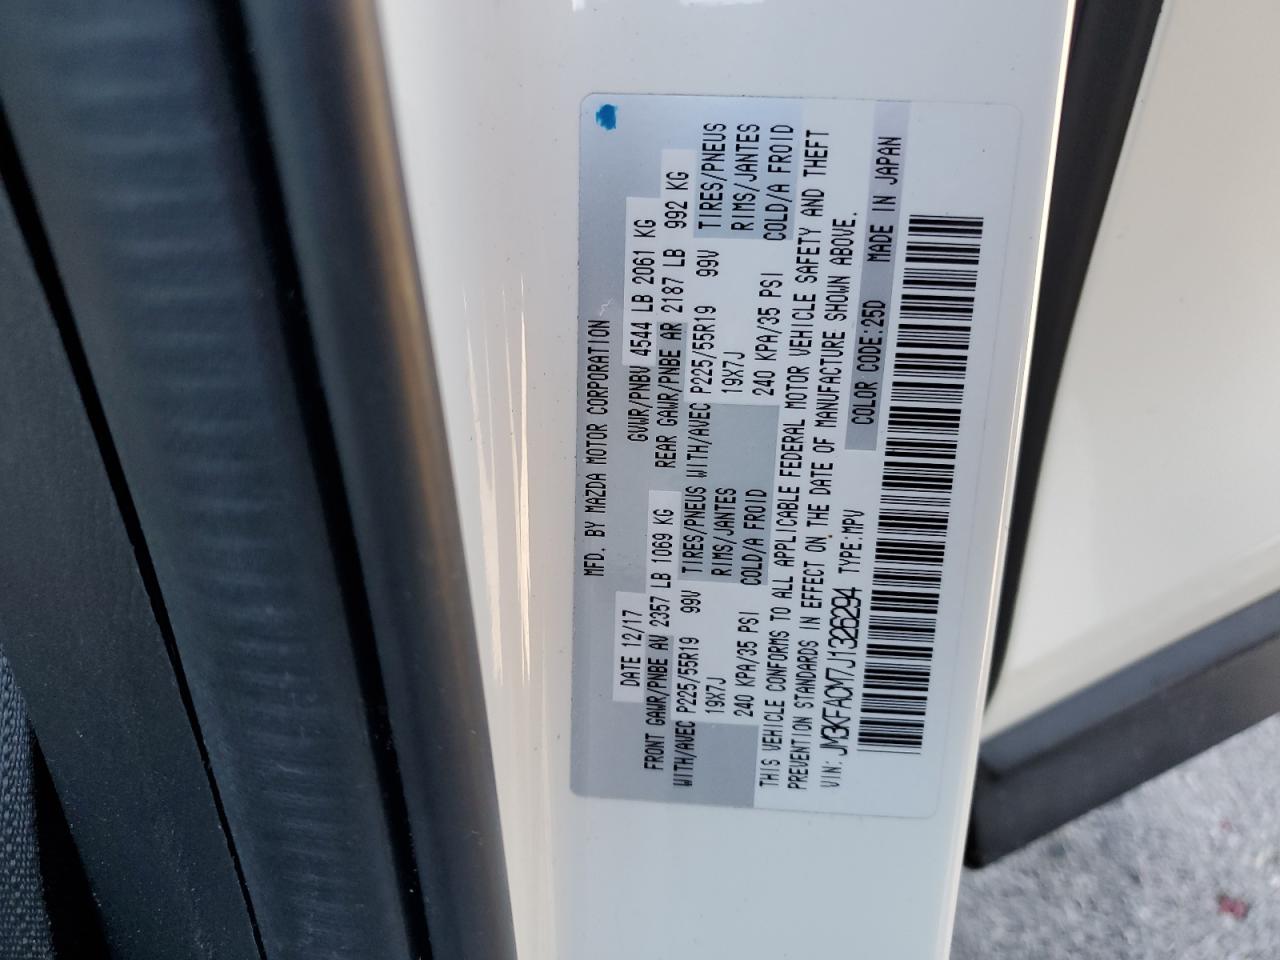 MFD. BY MAZDA MOTOR CORPORATION
DATE 12/17 GVWR/PNBV 4544 LB 2061 KG
FRONT GAWR/PNBE AV 2357 LB 1069 KG REAR GAWR/PNBE AR 2187 LB 992 KG
WITH/AVEC P225/55R19 99V TIRES/PNEUS WITH/AVEC P225/55R19 99V TIRES/PNEUS
19X7J RIMS/JANTES 19X7J RIMS/JANTES
240 KPA/35 PSI COLD/A FROID 240 KPA/35 PSI COLD/A FROID
THIS VEHICLE CONFORMS TO ALL APPLICABLE FEDERAL MOTOR VEHICLE SAFETY AND THEFT
PREVENTION STANDARDS IN EFFECT ON THE DATE OF MANUFACTURE SHOWN ABOVE.
VIN: JM3KFACM7J1326294 TYPE:MPV COLOR CODE:25D MADE IN JAPAN